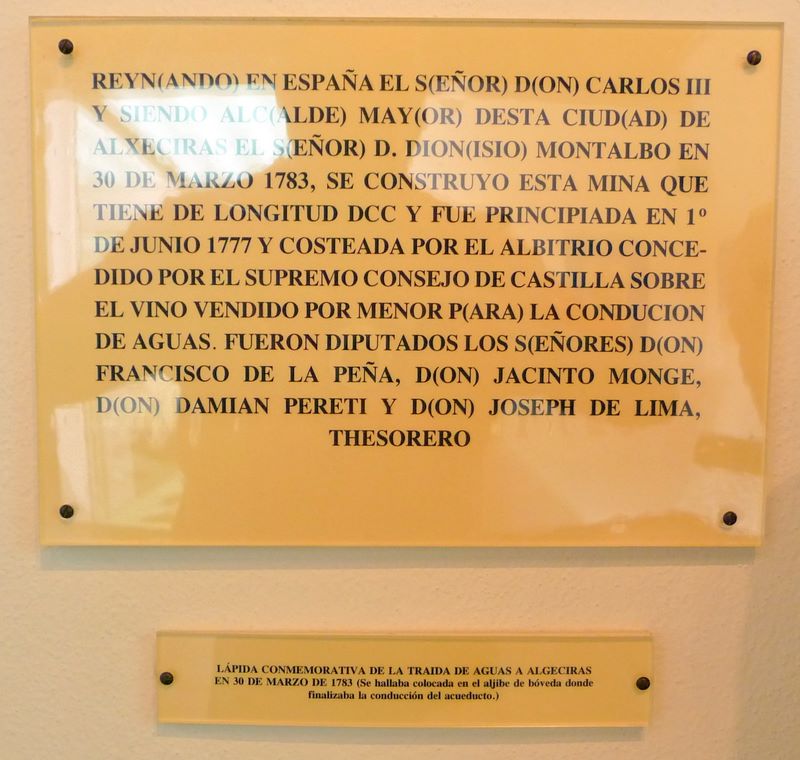 REYN(ANDO) EN ESPAÑA EL S(EÑOR) D(ON) CARLOS III
Y SIENDO ALC(ALDE) MAY(OR) DESTA CIUD(AD) DE
ALXECIRAS EL S(EÑOR) D. DION(ISIO) MONTALBO EN
30 DE MARZO 1783, SE CONSTRUYO ESTA MINA QUE
TIENE DE LONGITUD DCC Y FUE PRINCIPIADA EN 1º
DE JUNIO 1777 Y COSTEADA POR EL ALBITRIO CONCE-
DIDO POR EL SUPREMO CONSEJO DE CASTILLA SOBRE
EL VINO VENDIDO POR MENOR P(ARA) LA CONDUCION
DE AGUAS. FUERON DIPUTADOS LOS S(EÑORES) D(ON)
FRANCISCO DE LA PEÑA, D(ON) JACINTO MONGE,
D(ON) DAMIAN PERETI Y D(ON) JOSEPH DE LIMA,
THESORERO
LÁPIDA CONMEMORATIVA DE LA TRAIDA DE AGUAS A ALGECIRAS
EN 30 DE MARZO DE 1783 (Se hallaba colocada en el aljibe de bóveda donde
finalizaba la conducción del acueducto.)